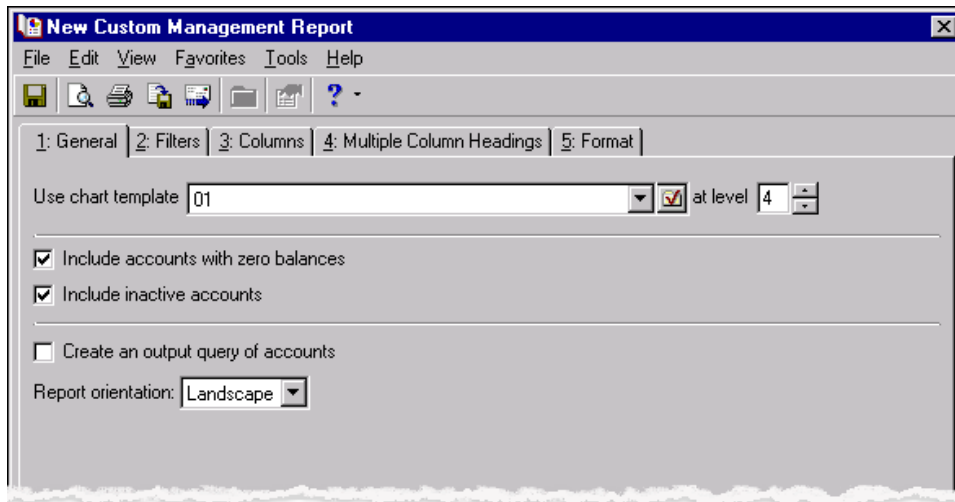 New Custom Management Report
File Edit View Favorites Tools Help
?
1: General 2: Filters 3: Columns 4: Multiple Column Headings 5: Format
Use chart template 01 at level 4
Include accounts with zero balances
Include inactive accounts
Create an output query of accounts
Report orientation: Landscape